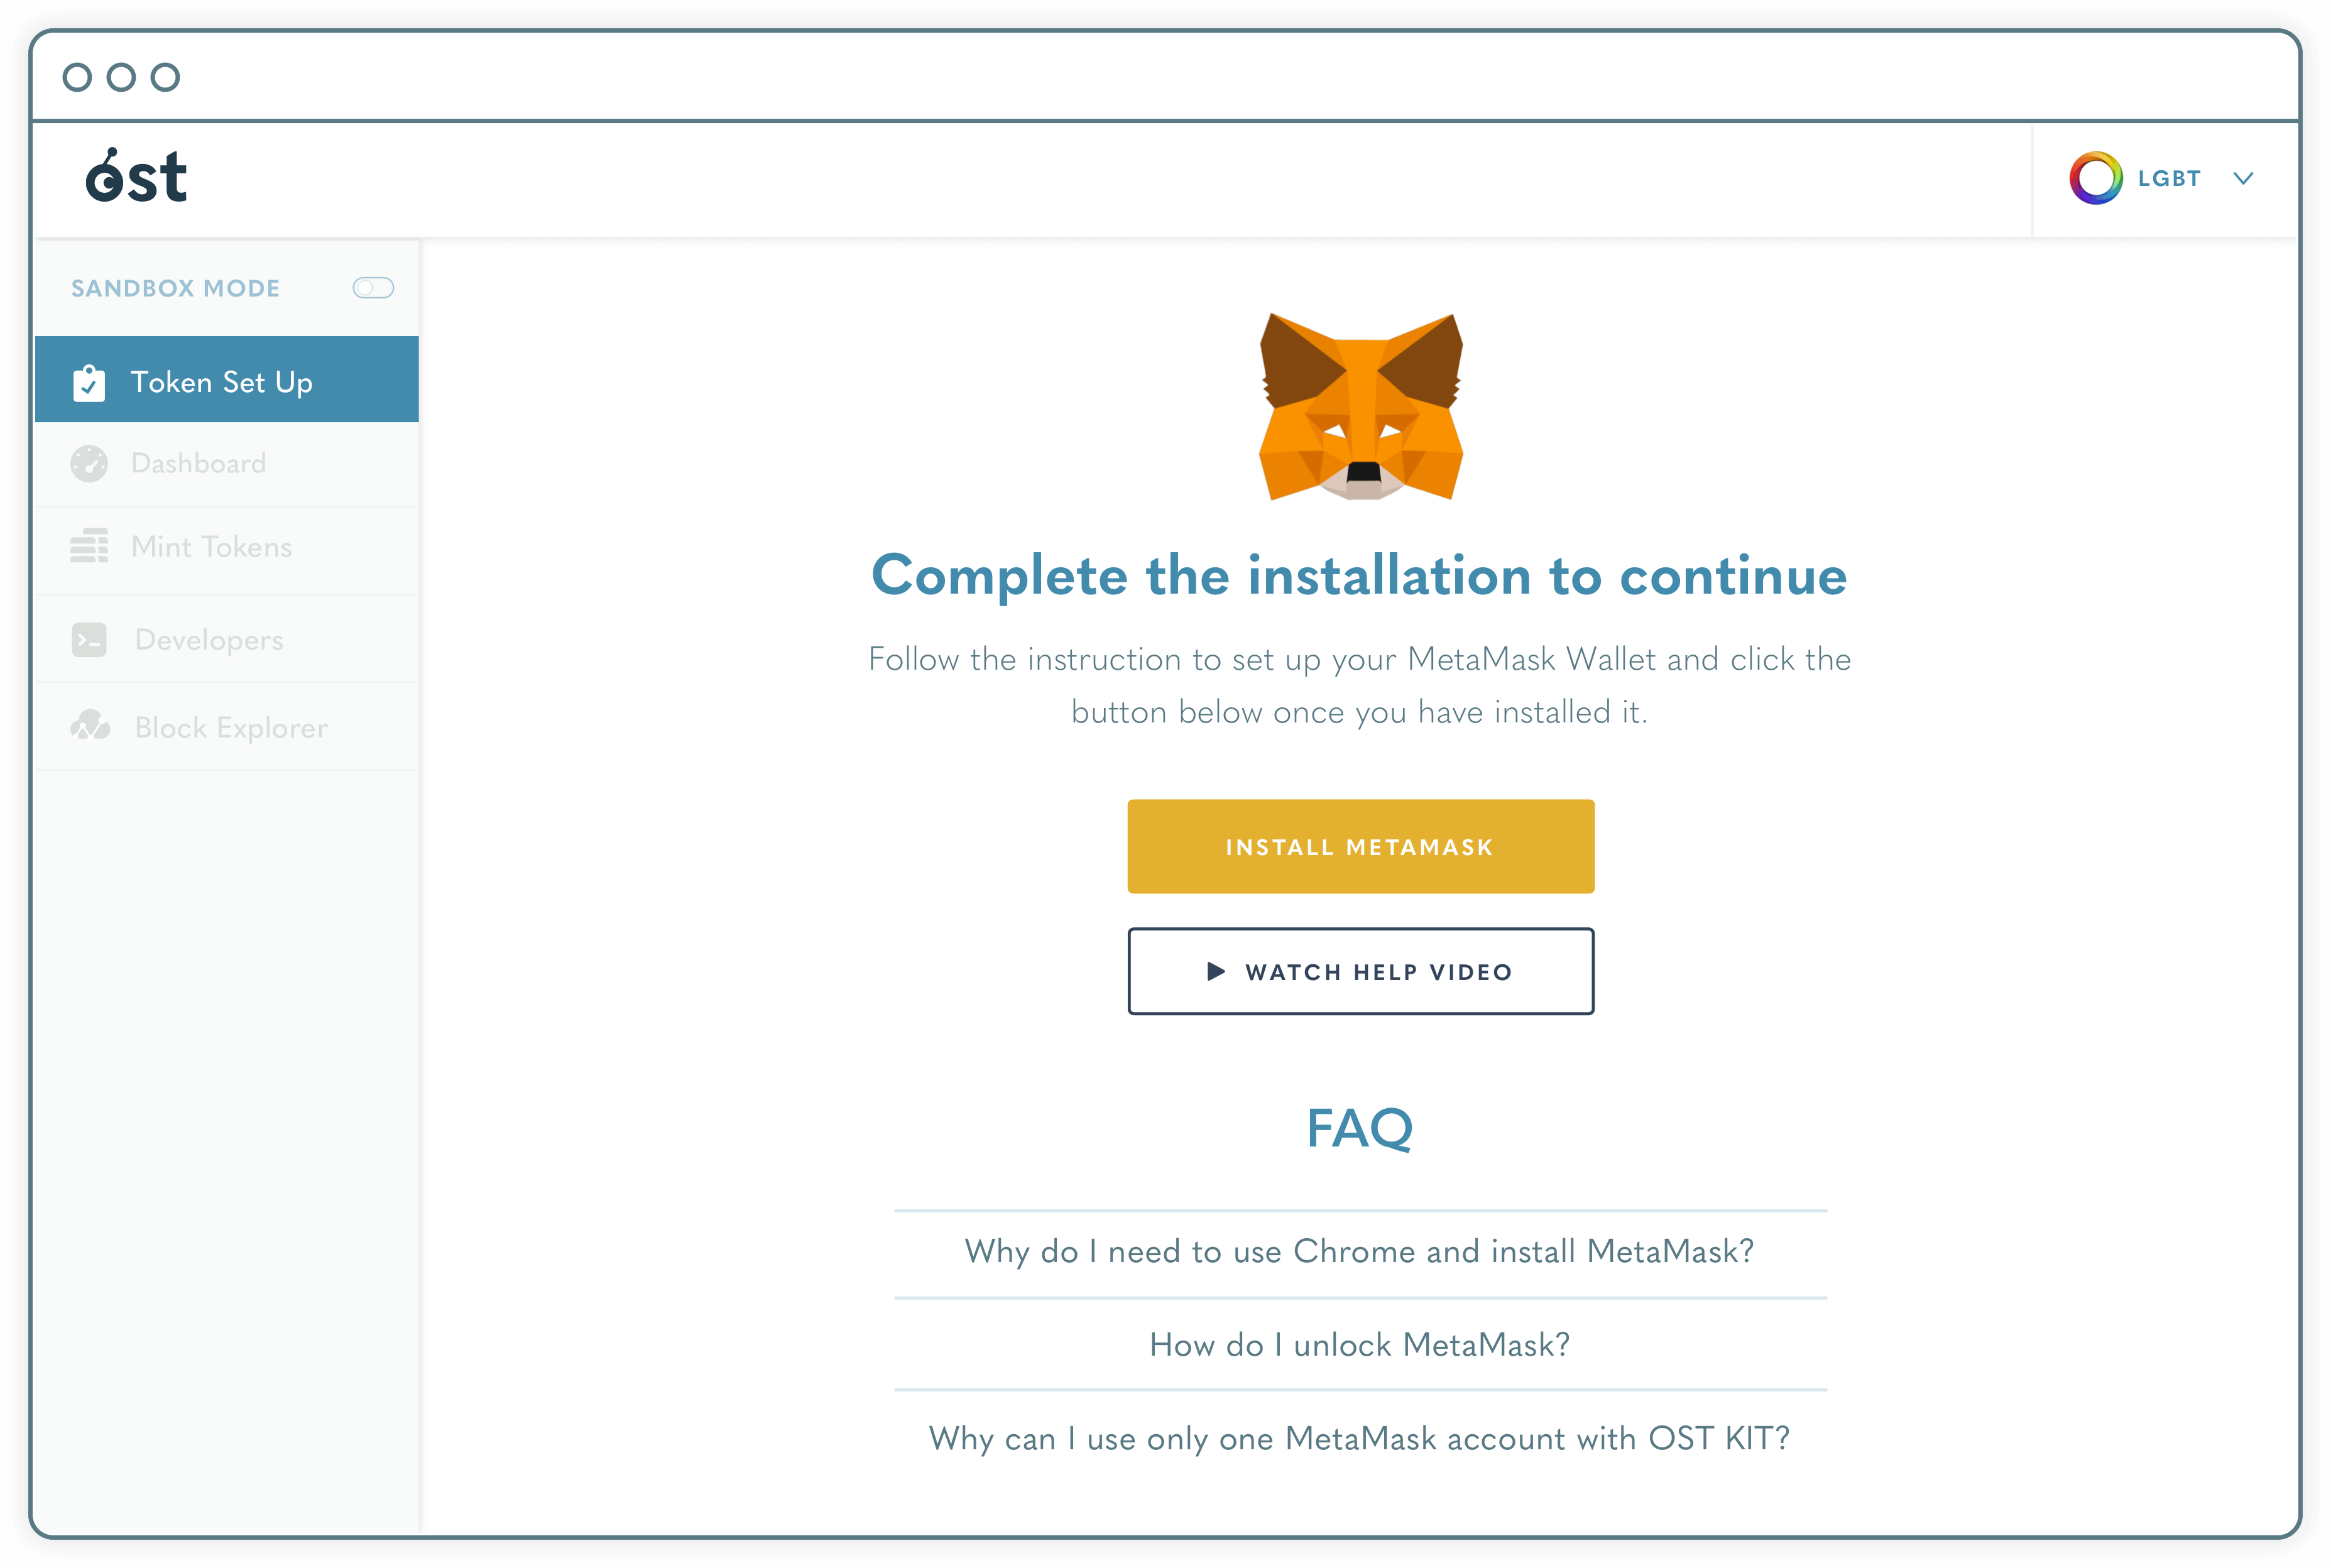 ost
LGBT
SANDBOX MODE
Token Set Up
Dashboard
Mint Tokens
Developers
Block Explorer
Complete the installation to continue
Follow the instruction to set up your MetaMask Wallet and click the
button below once you have installed it.
INSTALL METAMASK
WATCH HELP VIDEO
FAQ
Why do I need to use Chrome and install MetaMask?
How do I unlock MetaMask?
Why can I use only one MetaMask account with OST KIT?